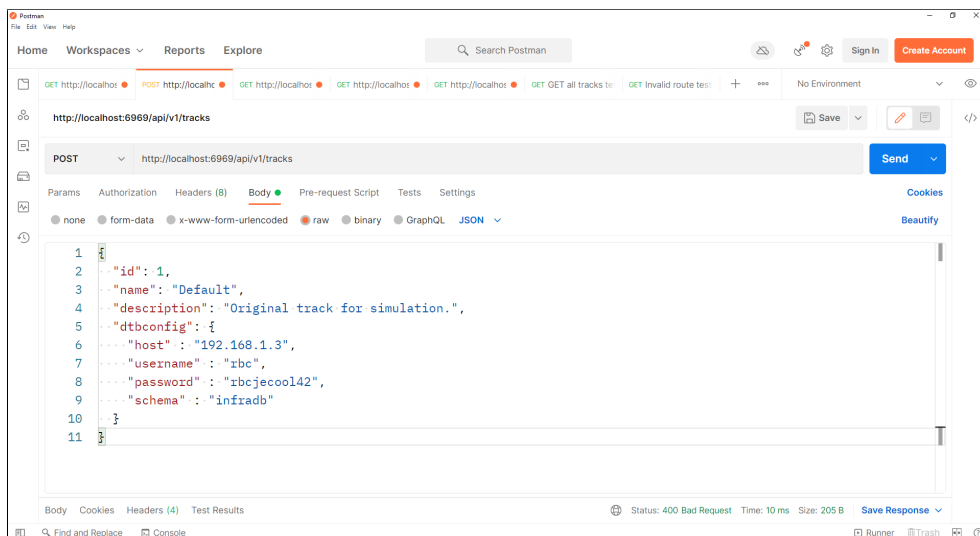 Postman
File Edit View Help
Home Workspaces Reports Explore Search Postman Sign In Create Account
GET http://localhos POST http://localhc GET http://localhos GET http://localhos GET http://localhos GET GET all tracks te GET Invalid route test No Environment
http://localhost:6969/api/v1/tracks Save
POST http://localhost:6969/api/v1/tracks Send
Params Authorization Headers (8) Body Pre-request Script Tests Settings Cookies
none form-data x-www-form-urlencoded raw binary GraphQL JSON Beautify
1 {
2 "id": 1,
3 "name": "Default",
4 "description": "Original track for simulation.",
5 "dtbconfig": {
6 "host" : "192.168.1.3",
7 "username" : "rbc",
8 "password" : "rbcjecool42",
9 "schema" : "infradb"
10 }
11 }
Body Cookies Headers (4) Test Results Status: 400 Bad Request Time: 10 ms Size: 205 B Save Response
Find and Replace Console Runner Trash